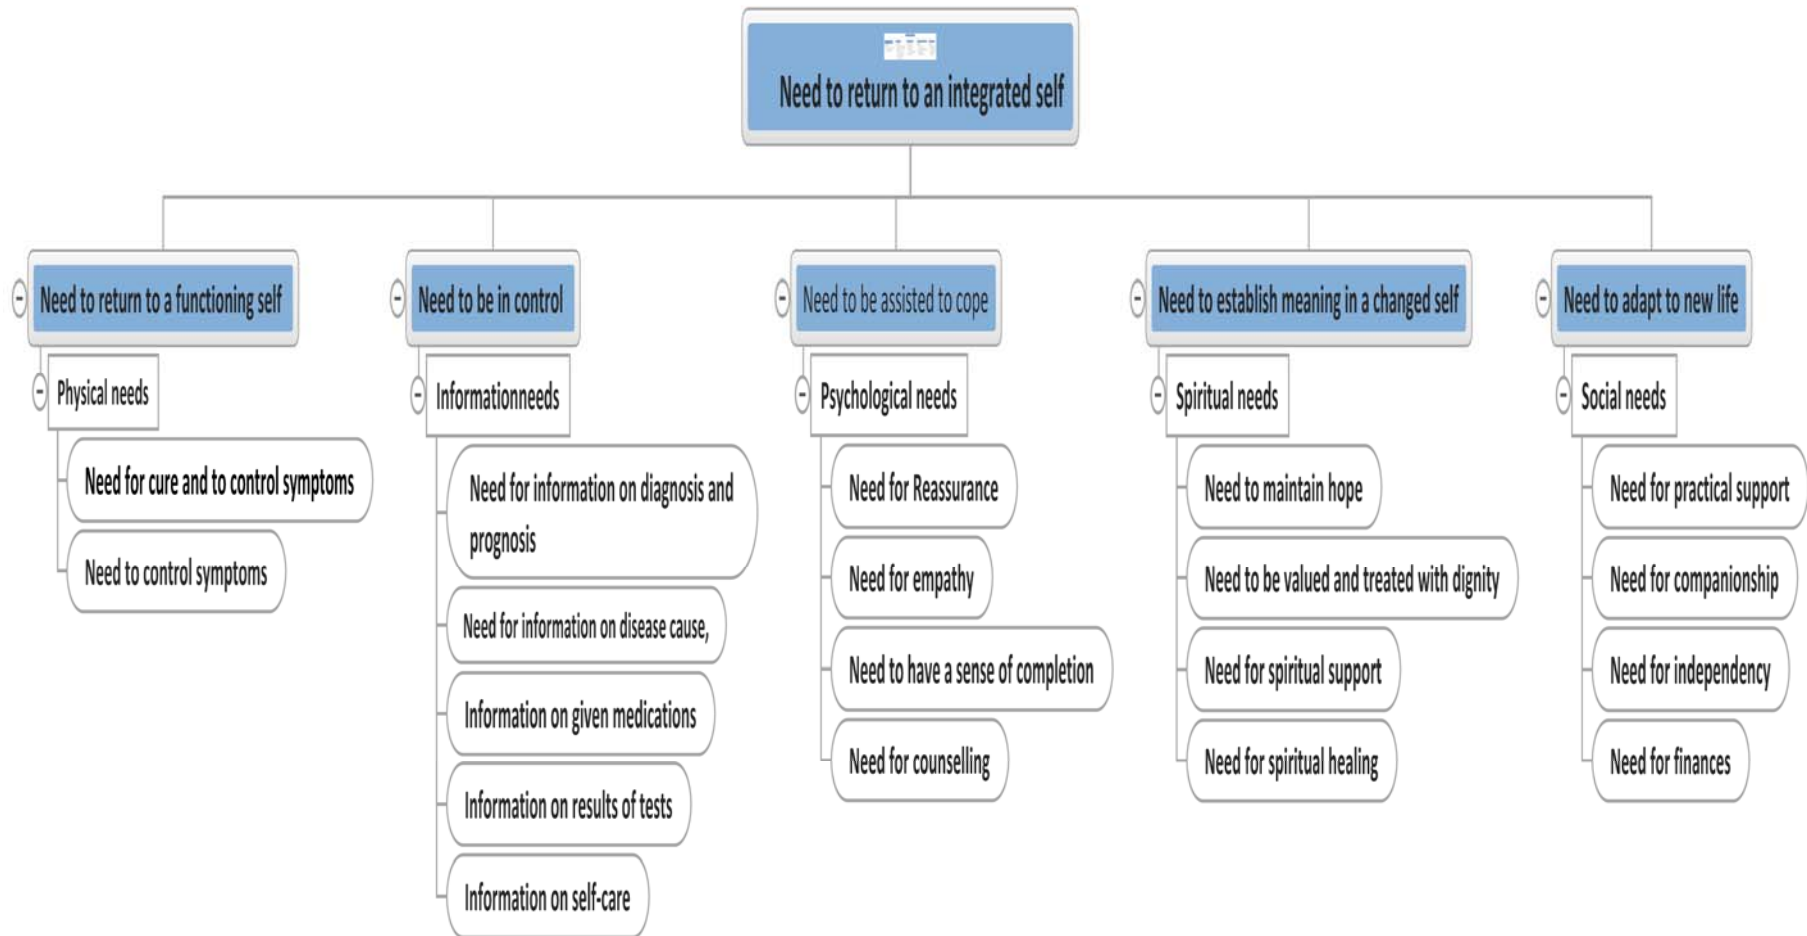 Need to return to an integrated self
Need to return to a functioning self
Physical needs
Need for cure and to control symptoms
Need to control symptoms
Need to be in control
Informationneeds
Need for information on diagnosis and
prognosis
Need for information on disease cause,
Information on given medications
Information on results of tests
Information on self-care
Need to be assisted to cope
Psychological needs
Need for Reassurance
Need for empathy
Need to have a sense of completion
Need for counselling
Need to establish meaning in a changed self
Spiritual needs
Need to maintain hope
Need to be valued and treated with dignity
Need for spiritual support
Need for spiritual healing
Need to adapt to new life
Social needs
Need for practical support
Need for companionship
Need for independency
Need for finances